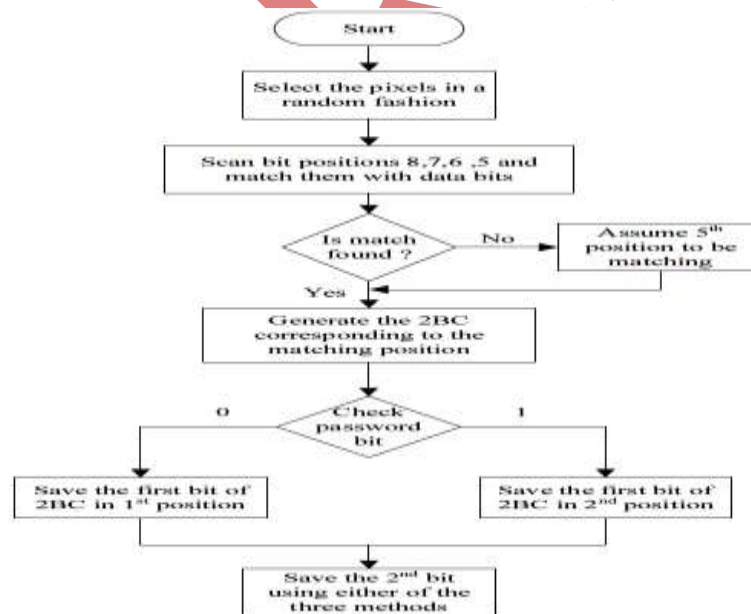 Start
Select the pixels in a
random fashion
Scan bit positions 8,7,6 ,5 and
match them with data bits
Is match
found ?
No
Assume 5th
position to be
matching
Yes
Generate the 2BC
corresponding to the
matching position
0
Check
password
bit
1
Save the first bit of
2BC in 1st position
Save the first bit of
2BC in 2nd position
Save the 2nd bit
using either of the
three methods